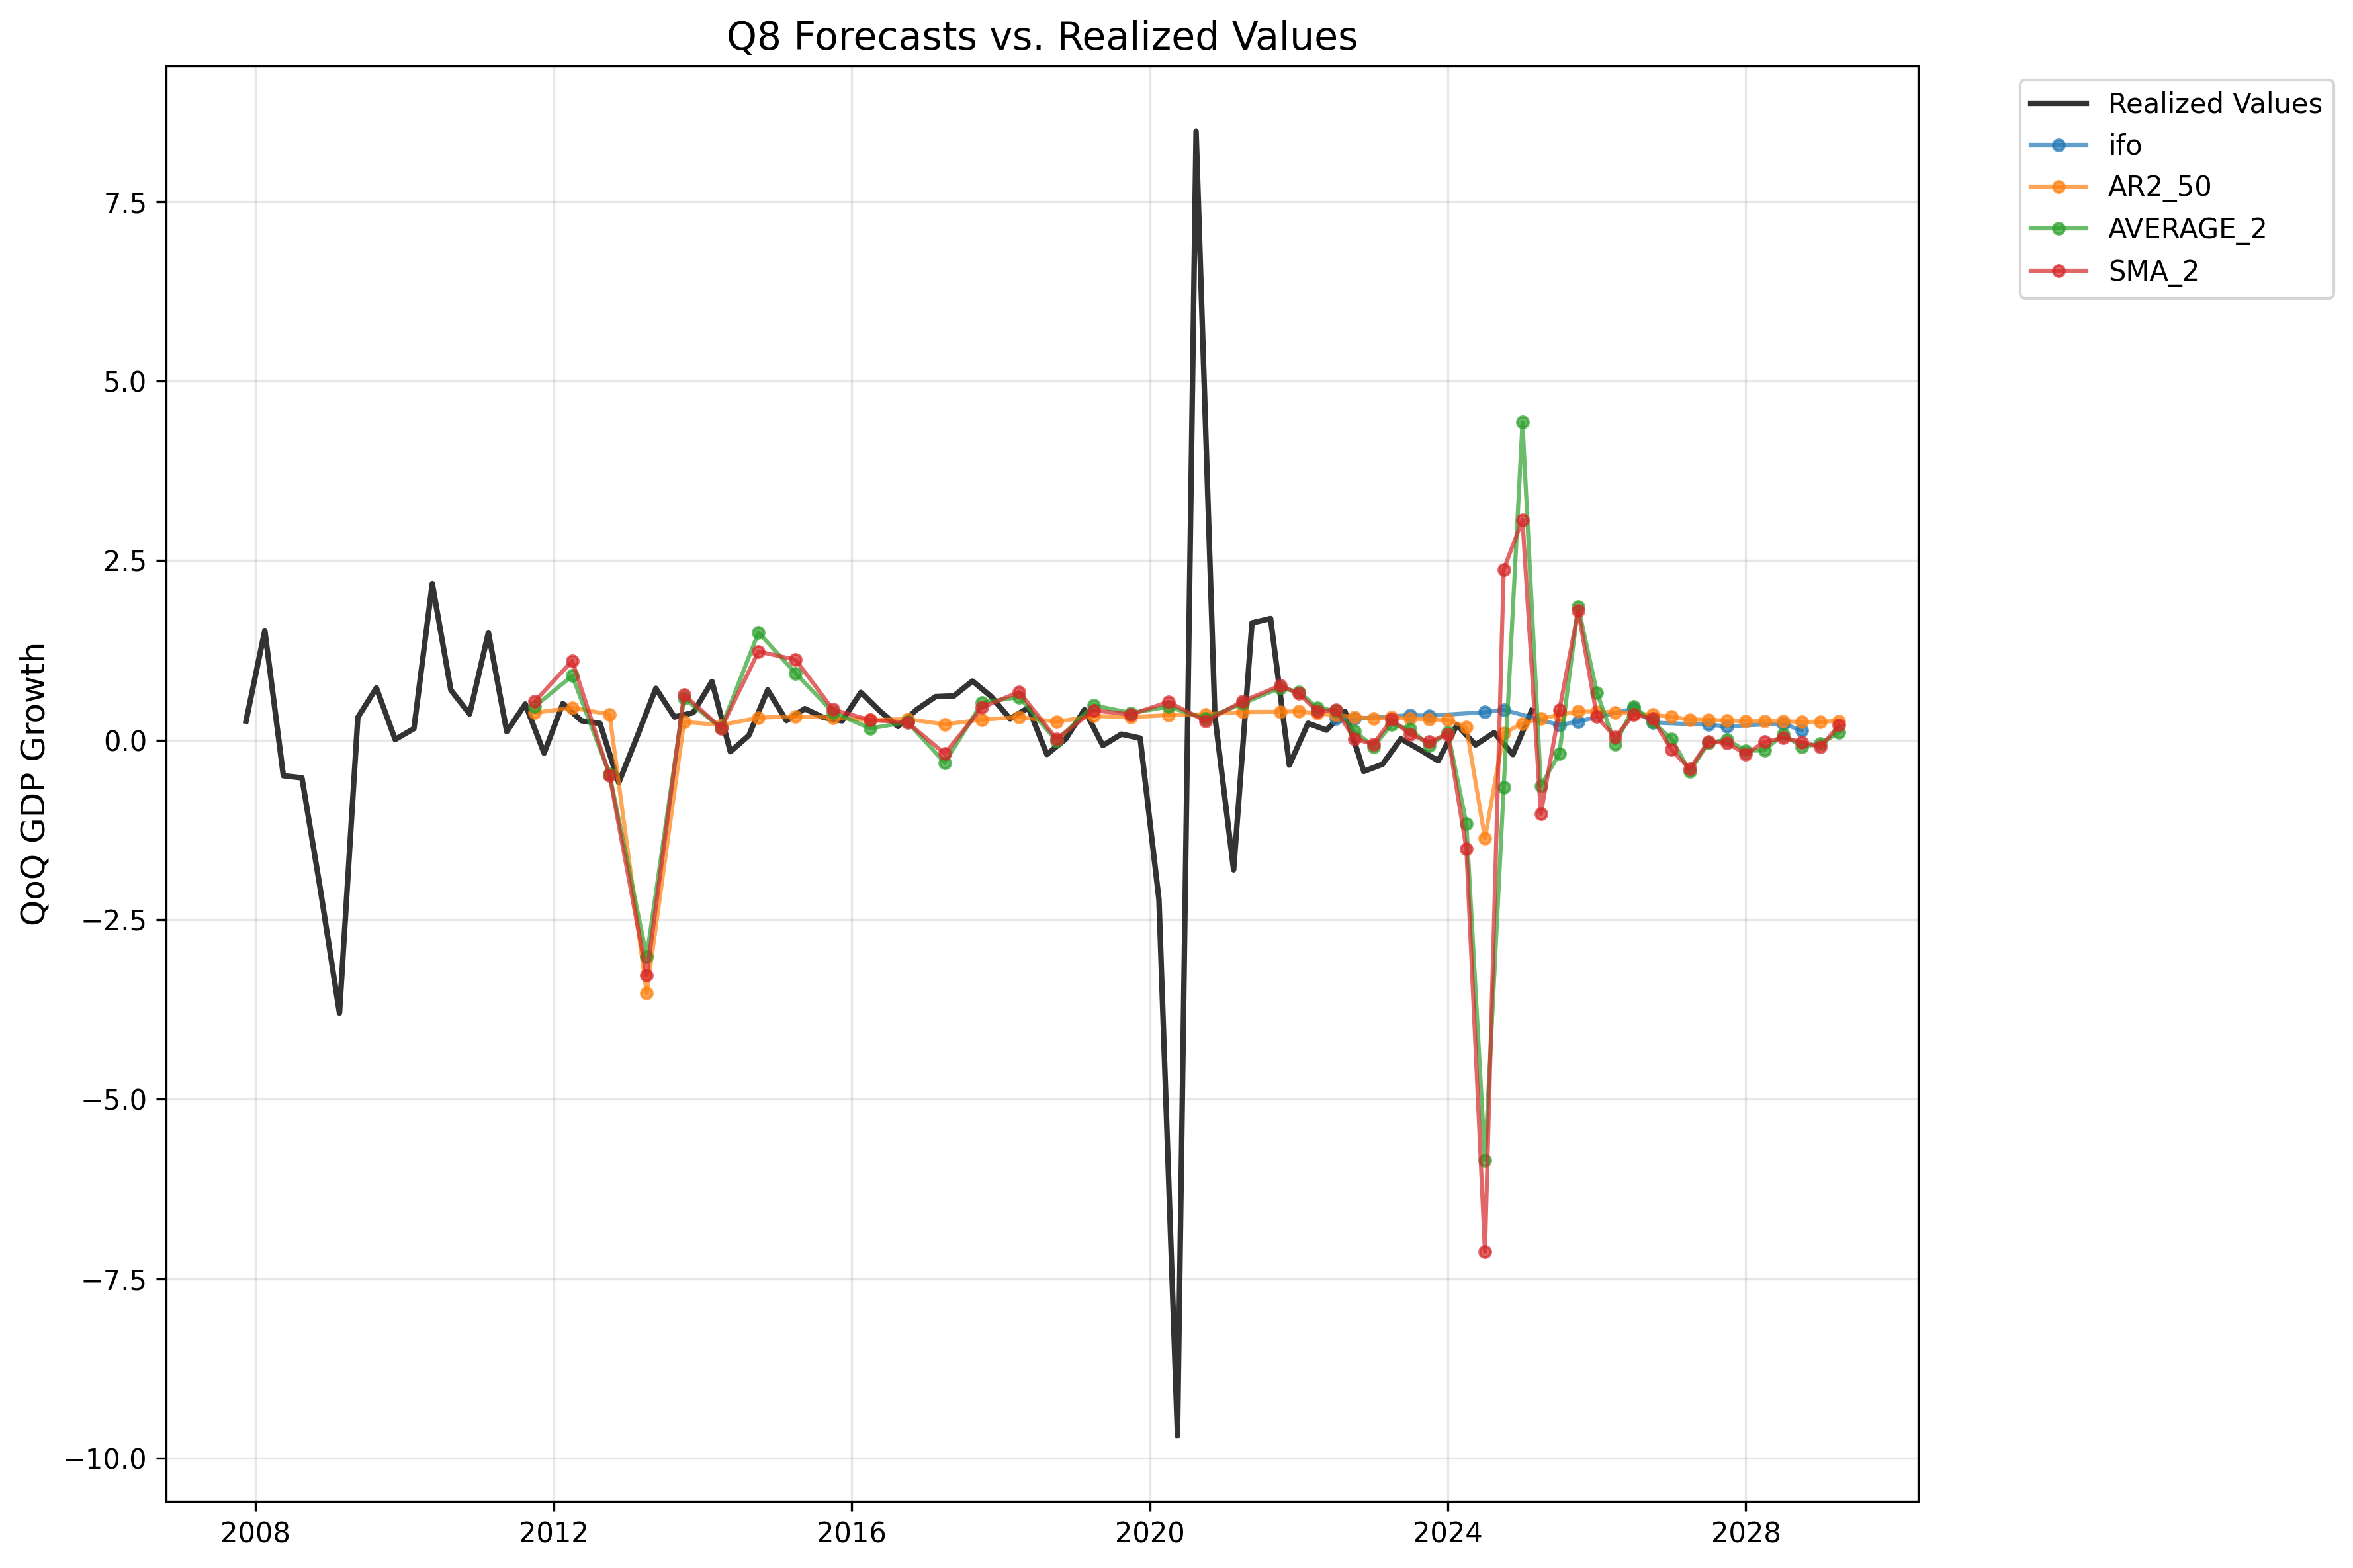 Q8 Forecasts vs. Realized Values
Realized Values
ifo
AR2_50
AVERAGE_2
SMA_2
QoQ GDP Growth
7.5
5.0
2.5
0.0
−2.5
−5.0
−7.5
−10.0
2008
2012
2016
2020
2024
2028